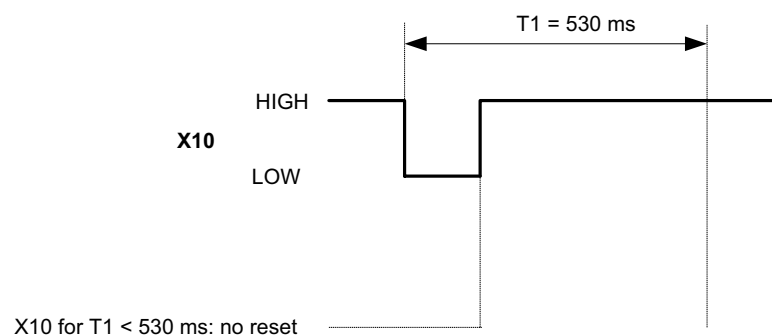 T1 = 530 ms
HIGH
X10
LOW
X10 for T1 < 530 ms: no reset